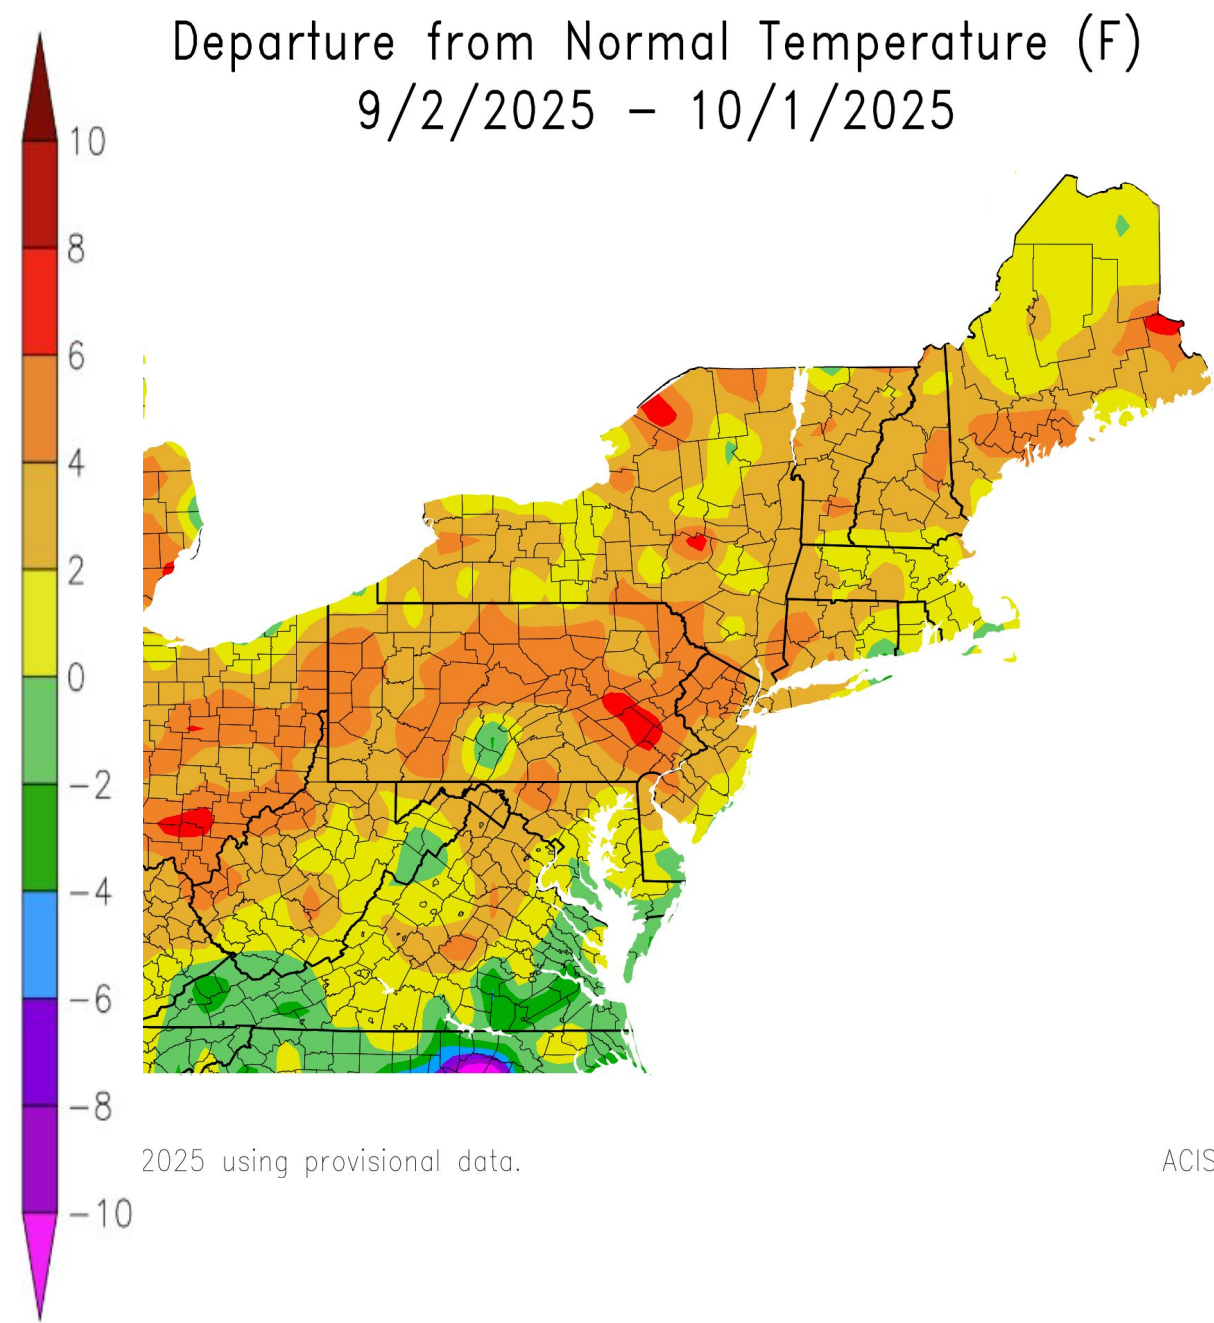 Departure from Normal Temperature (F)
9/2/2025 – 10/1/2025
10
8
6
4
2
0
−2
−4
−6
−8
−10
2025 using provisional data.
ACIS